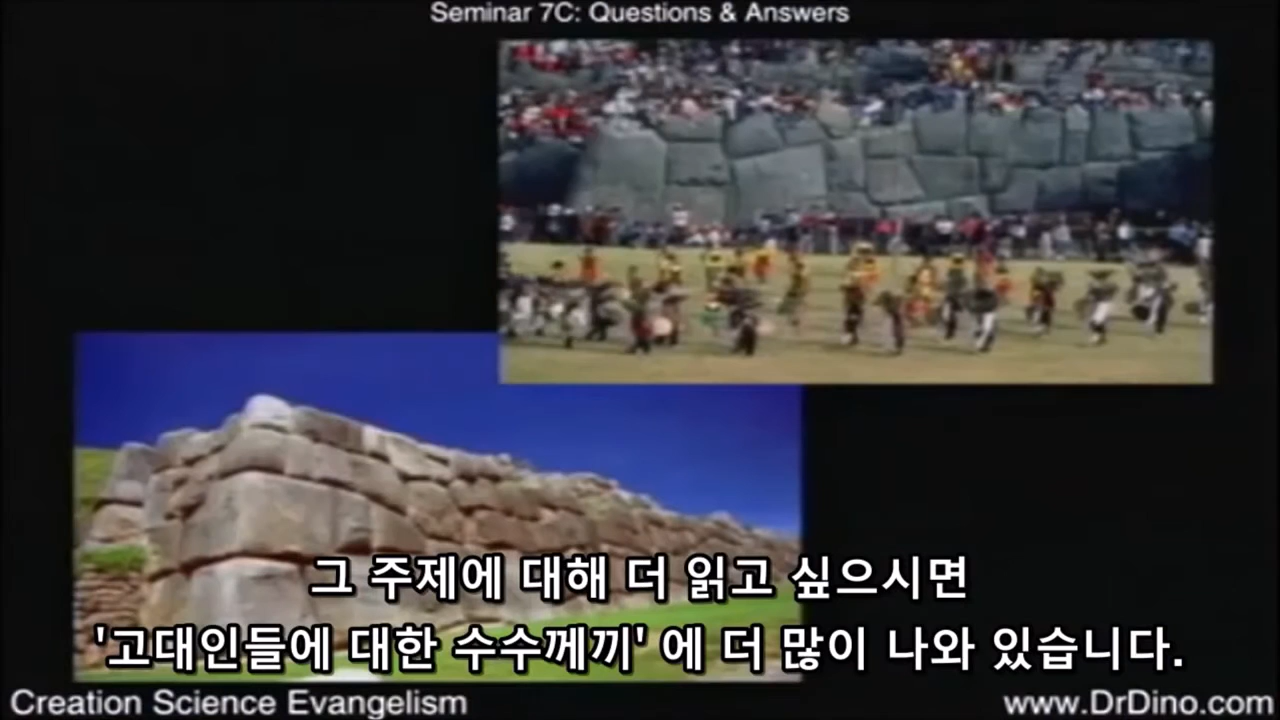 Seminar 7C: Questions & Answers
그 주제에 대해 더 읽고 싶으시면
'고대인들에 대한 수수께끼' 에 더 많이 나와 있습니다.
Creation Science Evangelism
www.DrDino.com